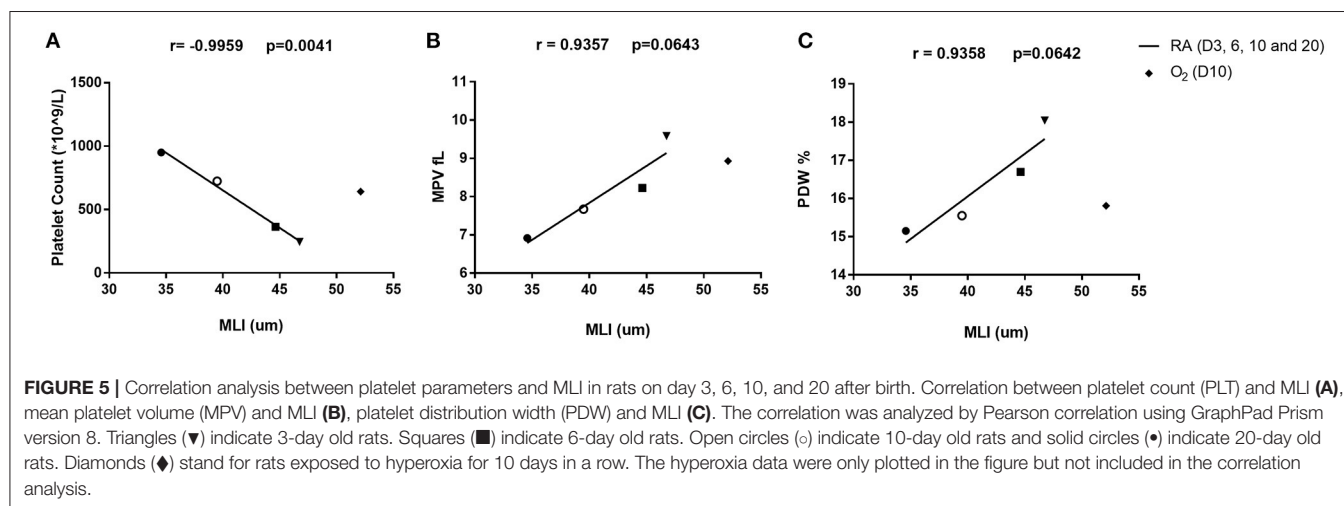 A
r= -0.9959 p=0.0041
Platelet Count (*10^9/L)
1500
1000
500
0
30 35 40 45 50 55
MLI (um)
B
r = 0.9357 p=0.0643
MPV fL
11
10
9
8
7
6
30 35 40 45 50 55
MLI (um)
C
r = 0.9358 p=0.0642
PDW %
19
18
17
16
15
14
30 35 40 45 50 55
MLI (um)
RA (D3, 6, 10 and 20)
O₂ (D10)
FIGURE 5 | Correlation analysis between platelet parameters and MLI in rats on day 3, 6, 10, and 20 after birth. Correlation between platelet count (PLT) and MLI (A),
mean platelet volume (MPV) and MLI (B), platelet distribution width (PDW) and MLI (C). The correlation was analyzed by Pearson correlation using GraphPad Prism
version 8. Triangles (▼) indicate 3-day old rats. Squares (■) indicate 6-day old rats. Open circles (○) indicate 10-day old rats and solid circles (●) indicate 20-day old
rats. Diamonds (◆) stand for rats exposed to hyperoxia for 10 days in a row. The hyperoxia data were only plotted in the figure but not included in the correlation
analysis.